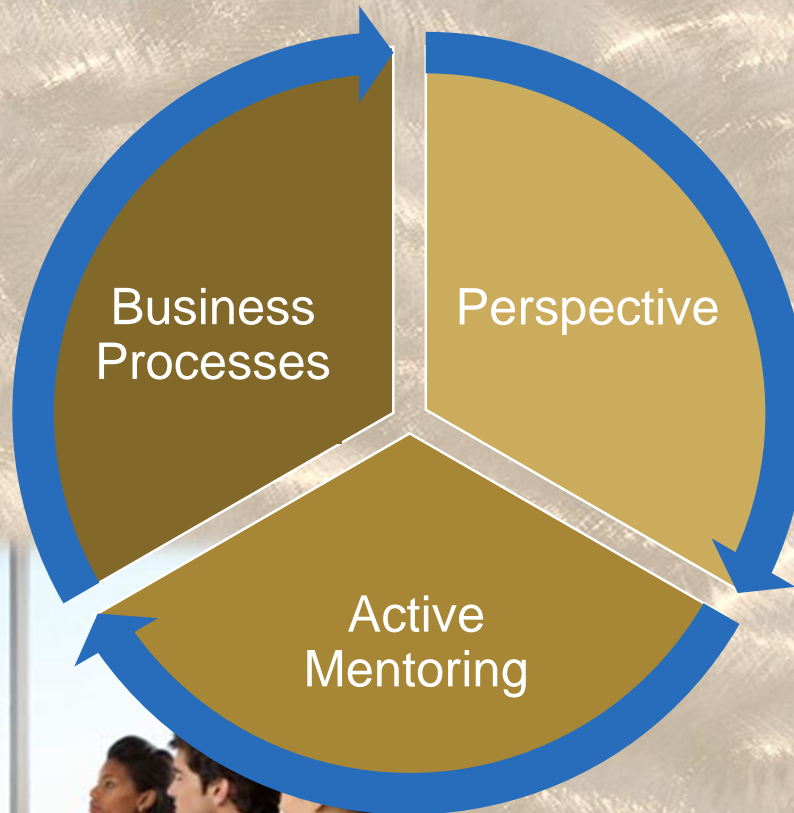 Business
Processes
Perspective
Active
Mentoring